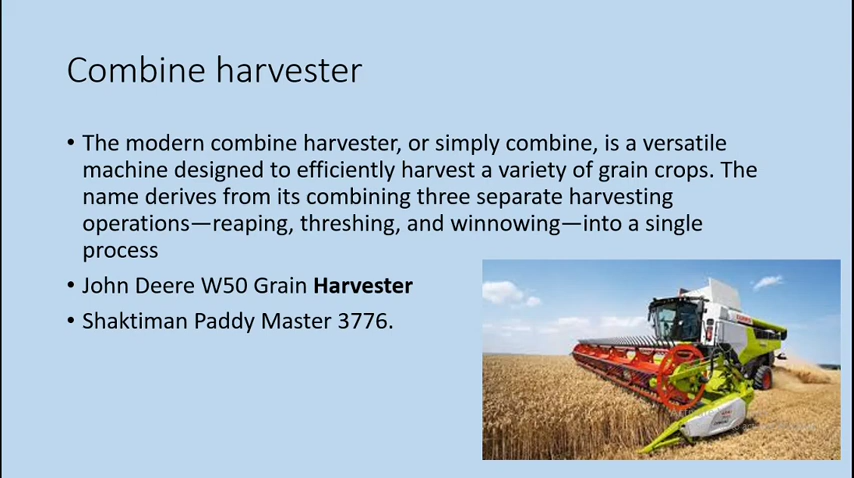 Combine harvester
• The modern combine harvester, or simply combine, is a versatile
machine designed to efficiently harvest a variety of grain crops. The
name derives from its combining three separate harvesting
operations—reaping, threshing, and winnowing—into a single
process
• John Deere W50 Grain Harvester
• Shaktiman Paddy Master 3776.